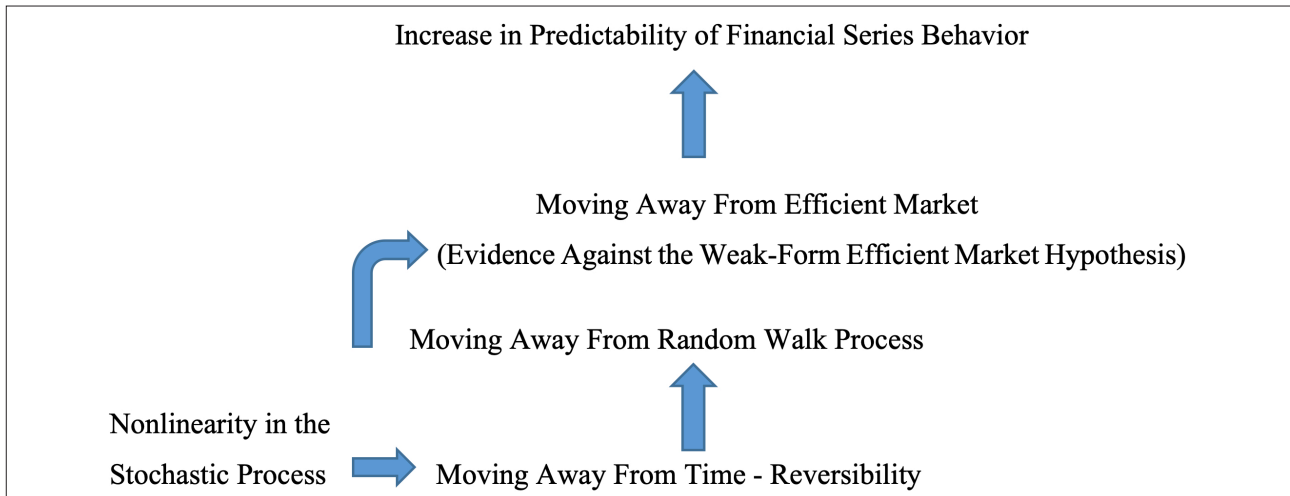 Increase in Predictability of Financial Series Behavior
Moving Away From Efficient Market
(Evidence Against the Weak-Form Efficient Market Hypothesis)
Moving Away From Random Walk Process
Nonlinearity in the
Stochastic Process
Moving Away From Time - Reversibility